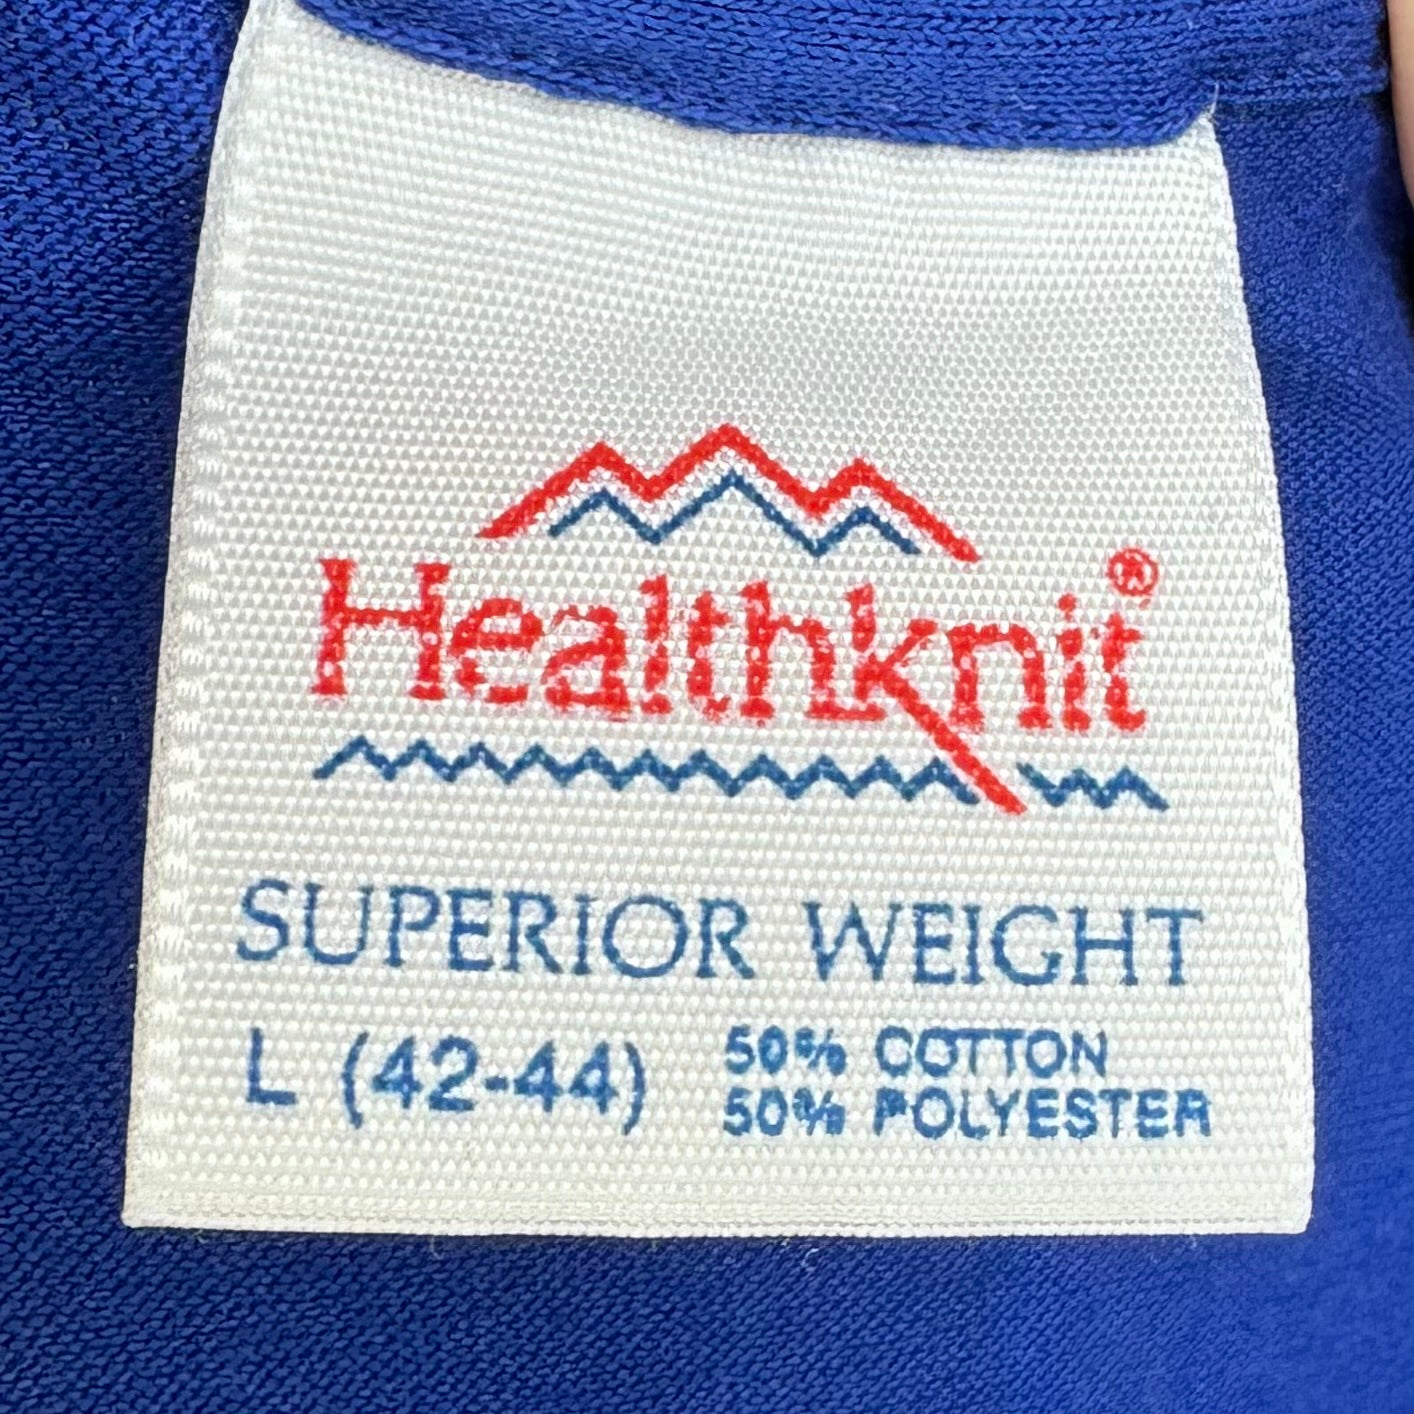 Healthknit®
SUPERIOR WEIGHT
L (42-44)
50% COTTON
50% POLYESTER